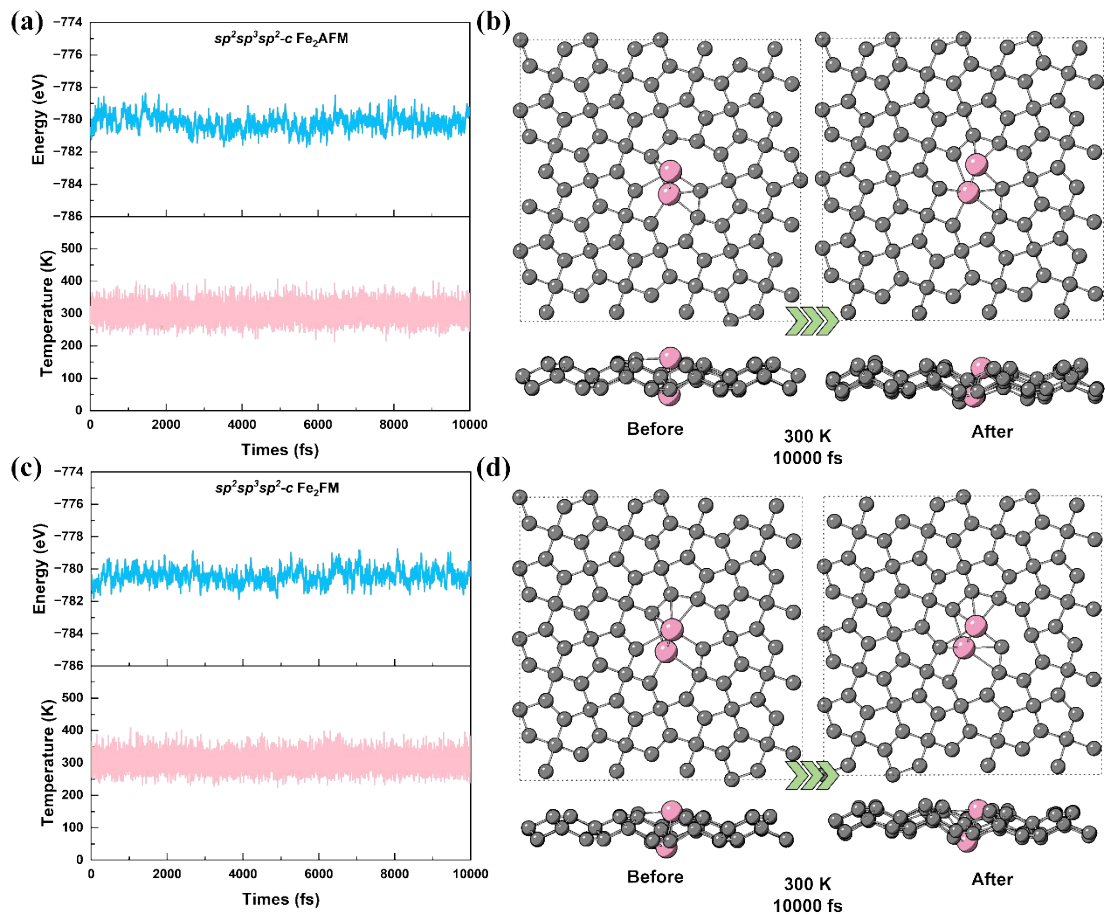 (a)
sp²sp³sp²-c Fe₂AFM
Energy (eV)
−774
−776
−778
−780
−782
−784
−786
Temperature (K)
500
400
300
200
100
0
0 2000 4000 6000 8000 10000
Times (fs)
(b)
Before
300 K
10000 fs
After
(c)
sp²sp³sp²-c Fe₂FM
Energy (eV)
−774
−776
−778
−780
−782
−784
−786
Temperature (K)
500
400
300
200
100
0
0 2000 4000 6000 8000 10000
Times (fs)
(d)
Before
300 K
10000 fs
After